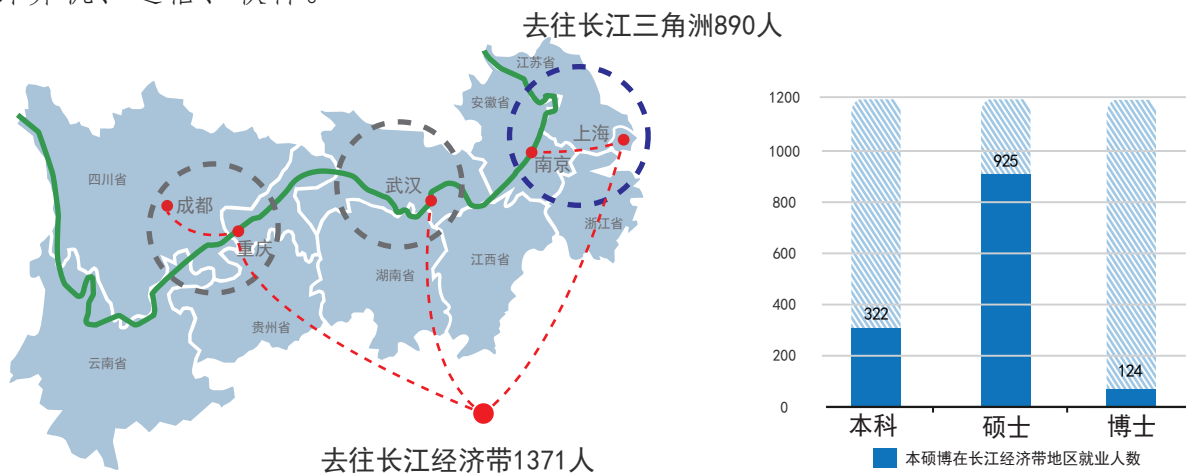 去往长江三角洲890人
江苏省
安徽省
上海
南京
四川省
武汉
成都
浙江省
重庆
江西省
湖南省
贵州省
云南省
去往长江经济带1371人
1200
1000
800
600
400
200
0
322
925
124
本科
硕士
博士
本硕博在长江经济带地区就业人数